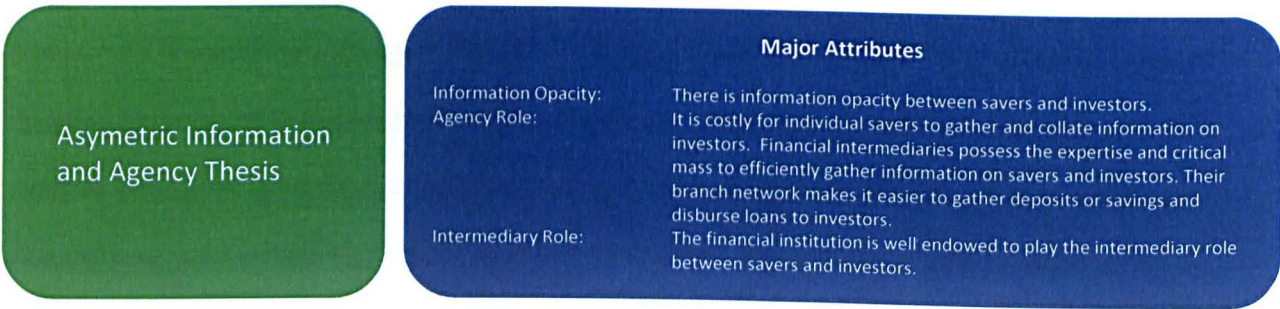 Asymetric Information
and Agency Thesis
Major Attributes
Information Opacity: There is information opacity between savers and investors.
Agency Role: It is costly for individual savers to gather and collate information on
investors. Financial intermediaries possess the expertise and critical
mass to efficiently gather information on savers and investors. Their
branch network makes it easier to gather deposits or savings and
disburse loans to investors.
Intermediary Role: The financial institution is well endowed to play the intermediary role
between savers and investors.